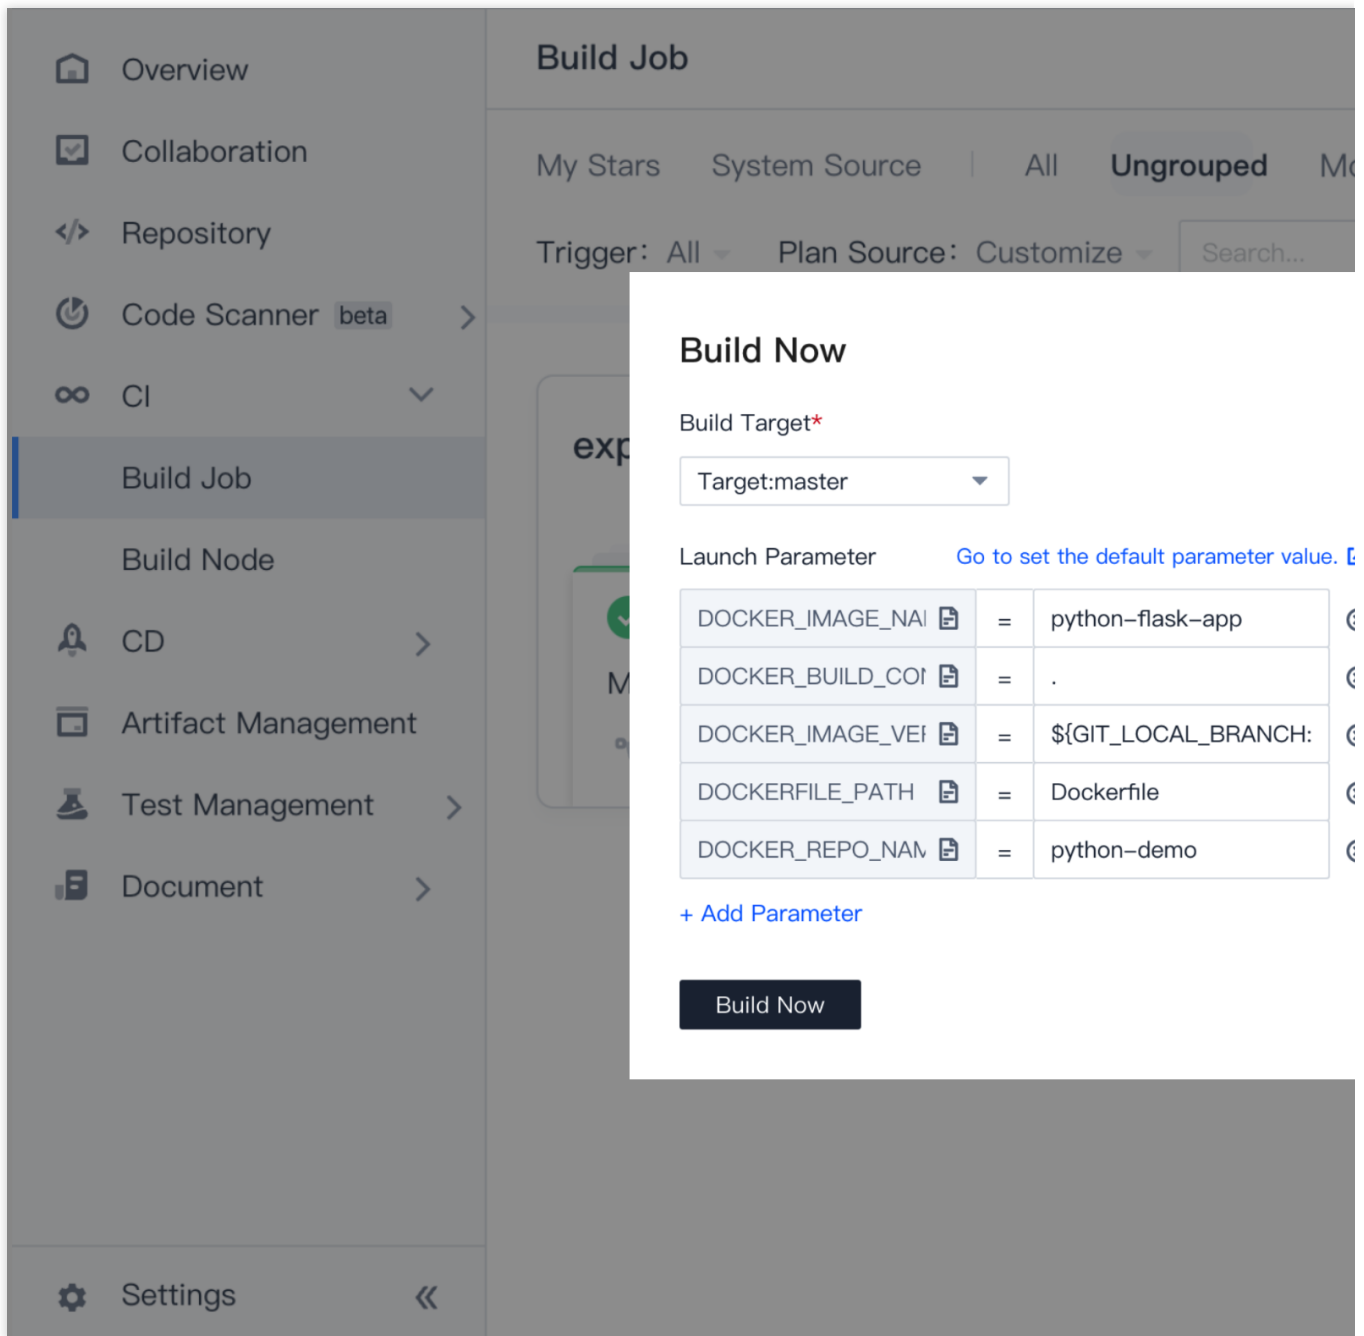 Overview
Collaboration
Repository
Code Scanner beta
CI
Build Job
Build Node
CD
Artifact Management
Test Management
Document
Settings
Build Job
My Stars System Source All Ungrouped
Trigger: All Plan Source: Customize Search...
Build Now
Build Target*
Target:master
Launch Parameter Go to set the default parameter value.
DOCKER_IMAGE_NA = python-flask-app
DOCKER_BUILD_CO = .
DOCKER_IMAGE_VE = ${GIT_LOCAL_BRANCH:
DOCKERFILE_PATH = Dockerfile
DOCKER_REPO_NA = python-demo
+ Add Parameter
Build Now